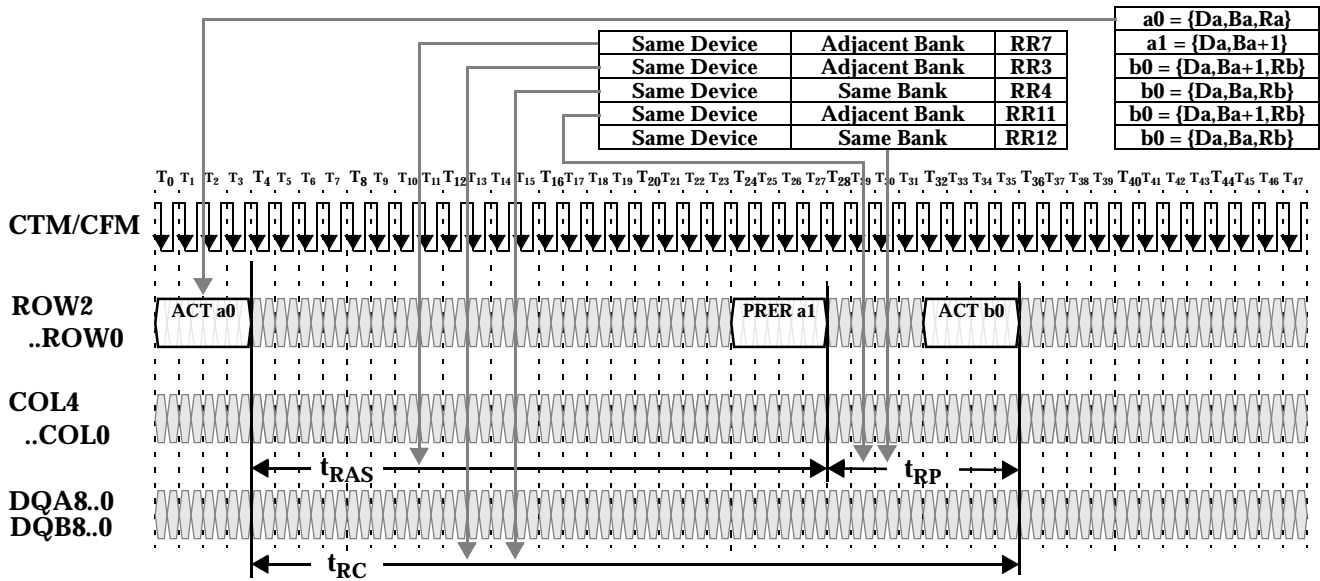 a0 = {Da,Ba,Ra}
Same Device Adjacent Bank RR7 a1 = {Da,Ba+1}
Same Device Adjacent Bank RR3 b0 = {Da,Ba+1,Rb}
Same Device Same Bank RR4 b0 = {Da,Ba,Rb}
Same Device Adjacent Bank RR11 b0 = {Da,Ba+1,Rb}
Same Device Same Bank RR12 b0 = {Da,Ba,Rb}
T0 T1 T2 T3 T4 T5 T6 T7 T8 T9 T10 T11 T12 T13 T14 T15 T16 T17 T18 T19 T20 T21 T22 T23 T24 T25 T26 T27 T28 T29 T30 T31 T32 T33 T34 T35 T36 T37 T38 T39 T40 T41 T42 T43 T44 T45 T46 T47
CTM/CFM
ROW2 ACT a0 PRER a1 ACT b0
..ROW0
COL4
..COL0
tRAS tRP
DQA8..0
DQB8..0
tRC